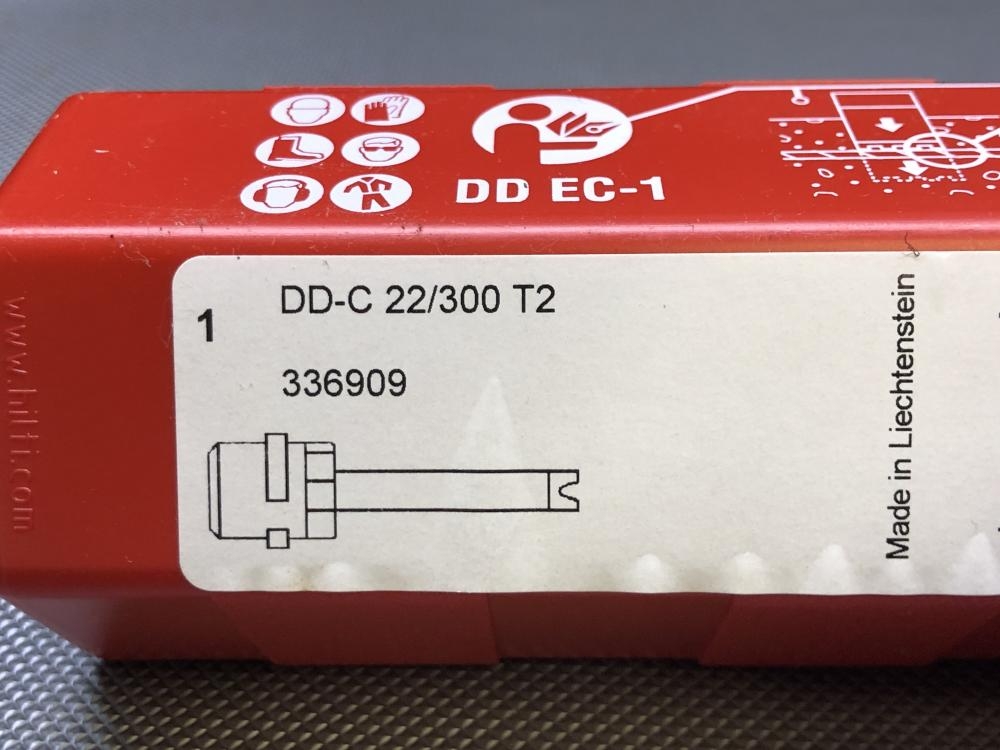 DD EC-1
1
DD-C 22/300 T2
336909
Made in Liechtenstein
www.hilti.com